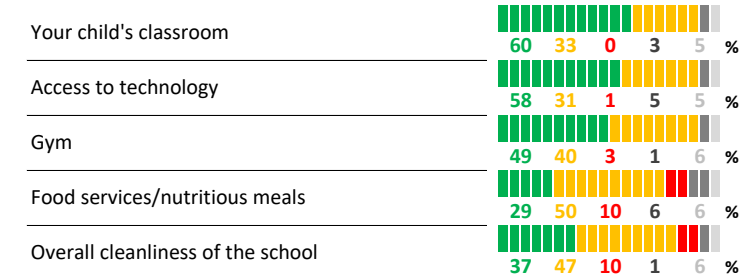 Your child's classroom
60 33 0 3 5 %
Access to technology
58 31 1 5 5 %
Gym
49 40 3 1 6 %
Food services/nutritious meals
29 50 10 6 6 %
Overall cleanliness of the school
37 47 10 1 6 %